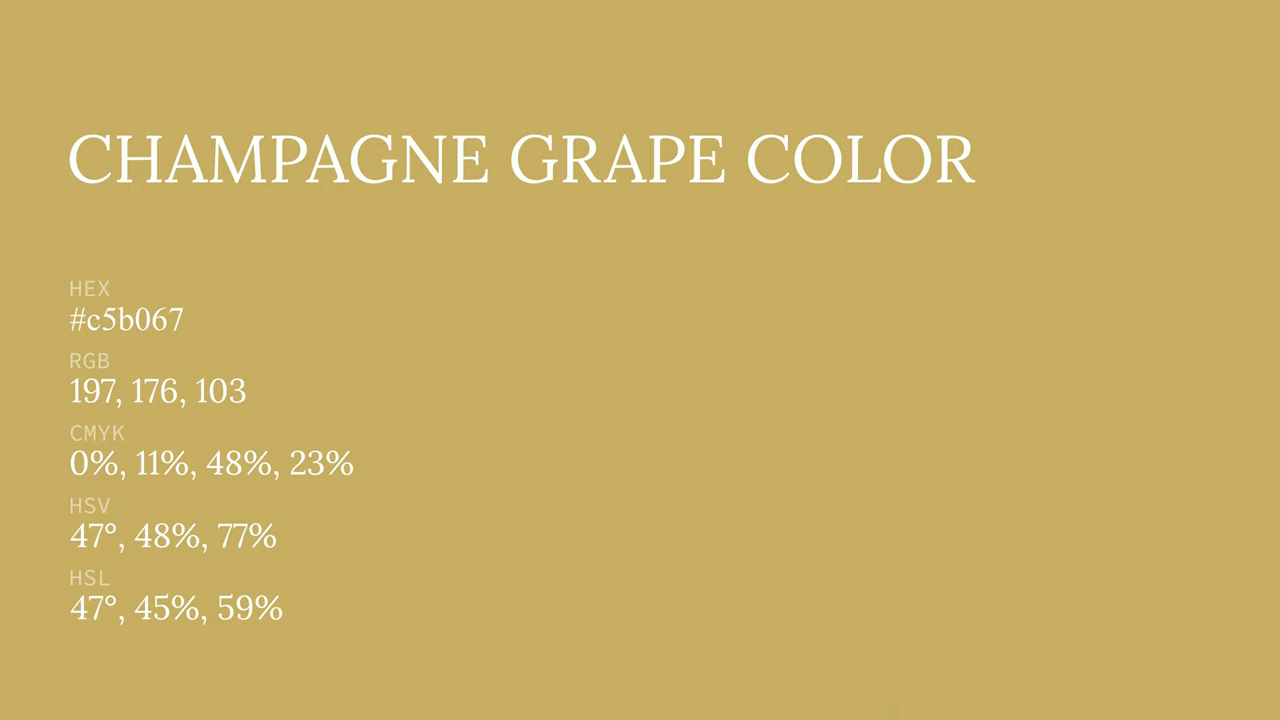 CHAMPAGNE GRAPE COLOR
HEX
#c5b067
RGB
197, 176, 103
CMYK
0%, 11%, 48%, 23%
HSV
47°, 48%, 77%
HSL
47°, 45%, 59%